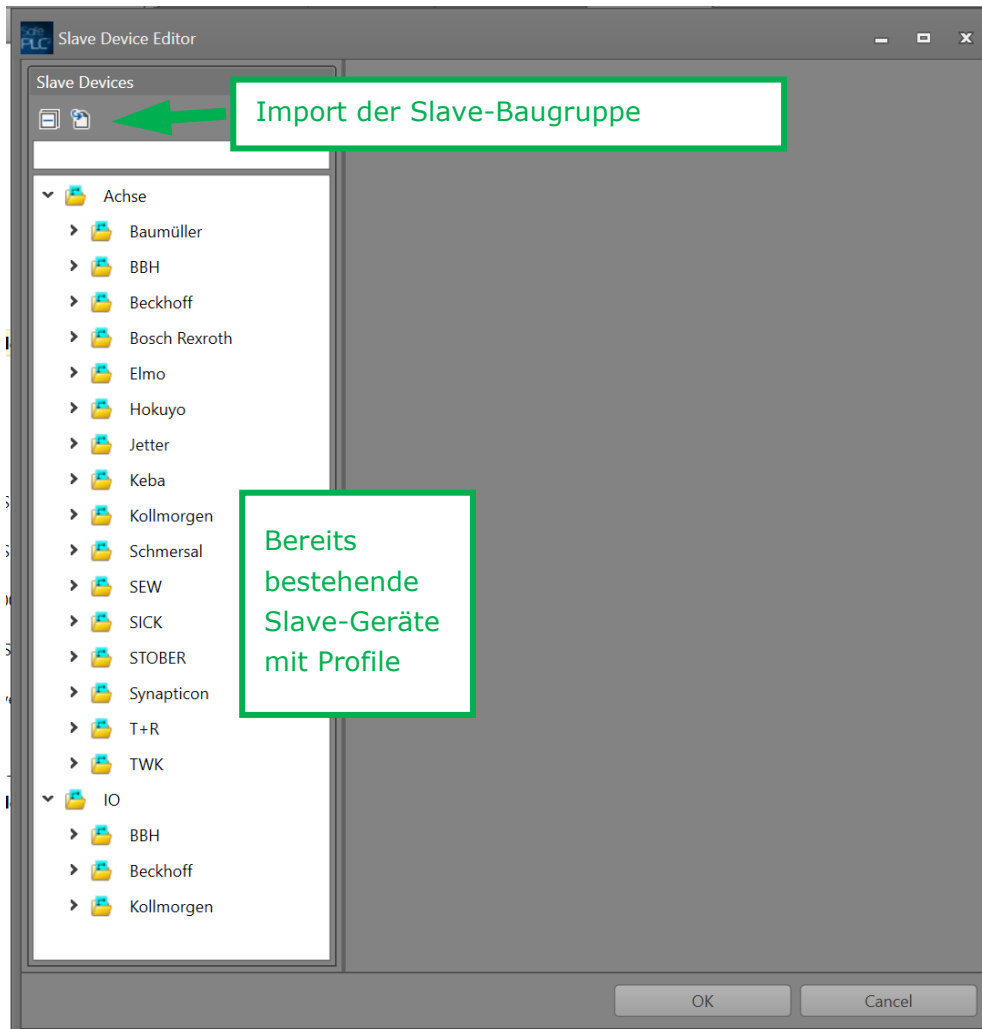 Safe
PLC
Slave Device Editor
Slave Devices
Import der Slave-Baugruppe
Achse
Baumüller
BBH
Beckhoff
Bosch Rexroth
Elmo
Hokuyo
Jetter
Keba
Kollmorgen
Schmersal
SEW
SICK
STOBER
Synapticon
T+R
TWK
IO
BBH
Beckhoff
Kollmorgen
Bereits
bestehende
Slave-Geräte
mit Profile
OK
Cancel